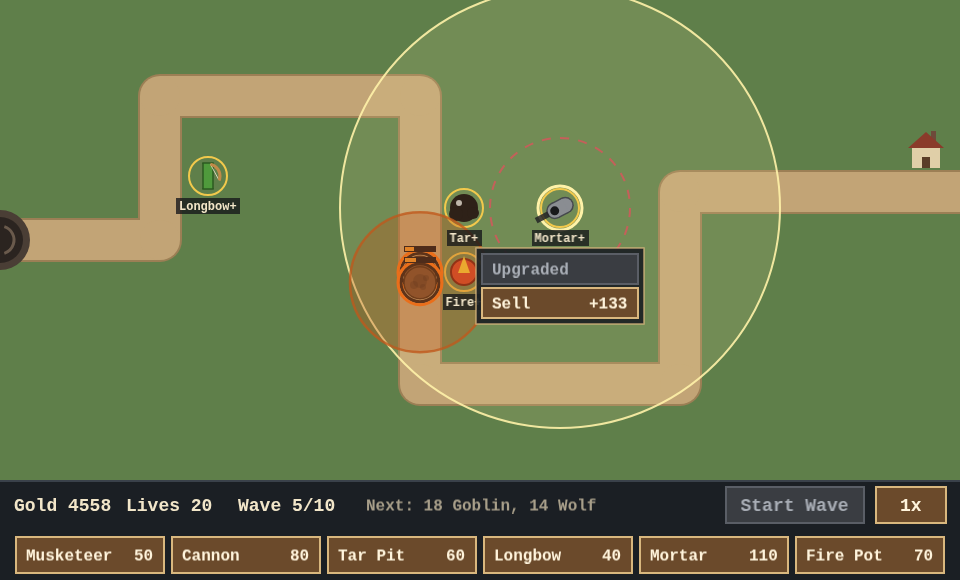 Longbow+
Tar+
Mortar+
Fire
Upgraded
Sell +133
Gold 4558 Lives 20 Wave 5/10 Next: 18 Goblin, 14 Wolf Start Wave 1x
Musketeer 50 Cannon 80 Tar Pit 60 Longbow 40 Mortar 110 Fire Pot 70